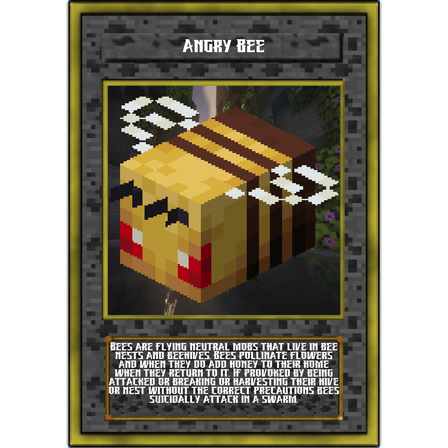 ANGRY BEE
BEES ARE FLYING NEUTRAL MOBS THAT LIVE IN BEE
NESTS AND BEEHIVES. BEES POLLINATE FLOWERS
AND WHEN THEY DO ADD HONEY TO THEIR HOME
WHEN THEY RETURN TO IT. IF PROVOKED BY BEING
ATTACKED OR BREAKING OR HARVESTING THEIR HIVE
OR NEST WITHOUT THE CORRECT PRECAUTIONS BEES
SUICIDALLY ATTACK IN A SWARM.